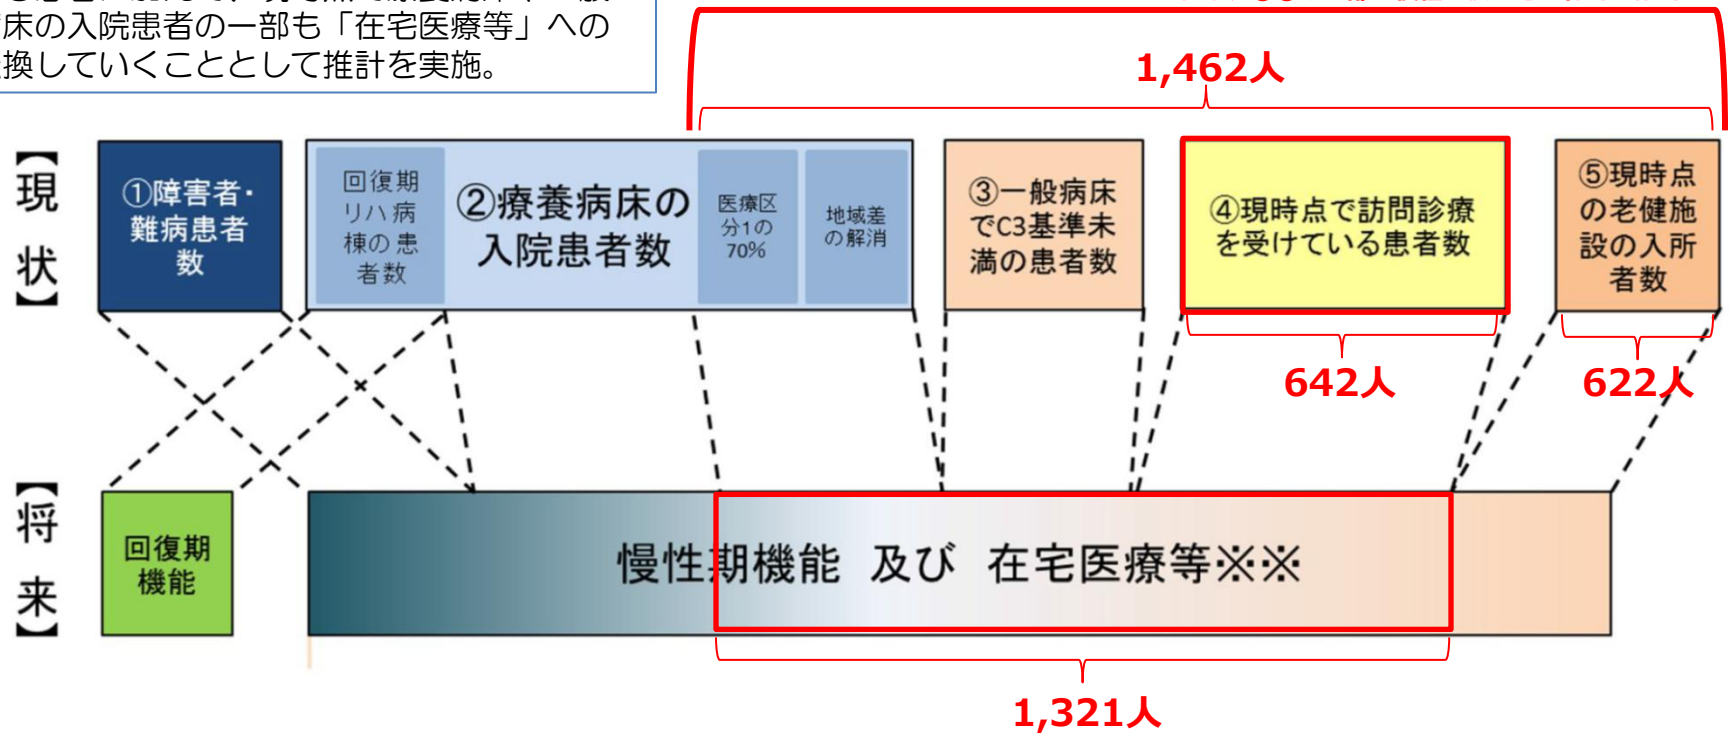 床の入院患者の一部も「在宅医療等」への
換していくこととして推計を実施。
1,462人
【現状】
①障害者・
難病患者
数
回復期
リハ病
棟の患
者数
②療養病床の
入院患者数
医療区
分1の
70%
地域差
の解消
③一般病床
でC3基準未
満の患者数
④現時点で訪問診療
を受けている患者数
⑤現時点
の老健施
設の入所
者数
642人
622人
【将来】
回復期
機能
慢性期機能 及び 在宅医療等※※
1,321人